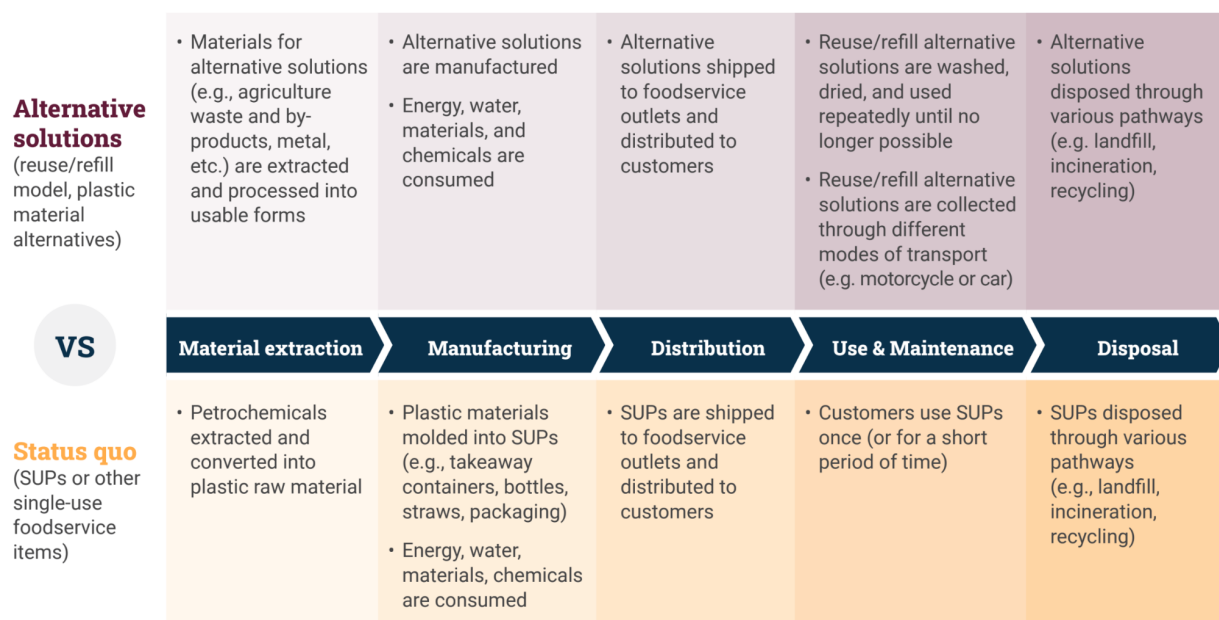 Alternative
solutions
(reuse/refill
model, plastic
material
alternatives)
• Materials for
alternative solutions
(e.g., agriculture
waste and by-
products, metal,
etc.) are extracted
and processed into
usable forms
• Alternative solutions
are manufactured
• Energy, water,
materials, and
chemicals are
consumed
• Alternative
solutions shipped
to foodservice
outlets and
distributed to
customers
• Reuse/refill alternative
solutions are washed,
dried, and used
repeatedly until no
longer possible
• Reuse/refill alternative
solutions are collected
through different
modes of transport
(e.g. motorcycle or car)
• Alternative
solutions
disposed through
various pathways
(e.g. landfill,
incineration,
recycling)
VS
Material extraction
Manufacturing
Distribution
Use & Maintenance
Disposal
Status quo
(SUPs or other
single-use
foodservice
items)
• Petrochemicals
extracted and
converted into
plastic raw material
• Plastic materials
molded into SUPs
(e.g., takeaway
containers, bottles,
straws, packaging)
• Energy, water,
materials, chemicals
are consumed
• SUPs are shipped
to foodservice
outlets and
distributed to
customers
• Customers use SUPs
once (or for a short
period of time)
• SUPs disposed
through various
pathways
(e.g., landfill,
incineration,
recycling)